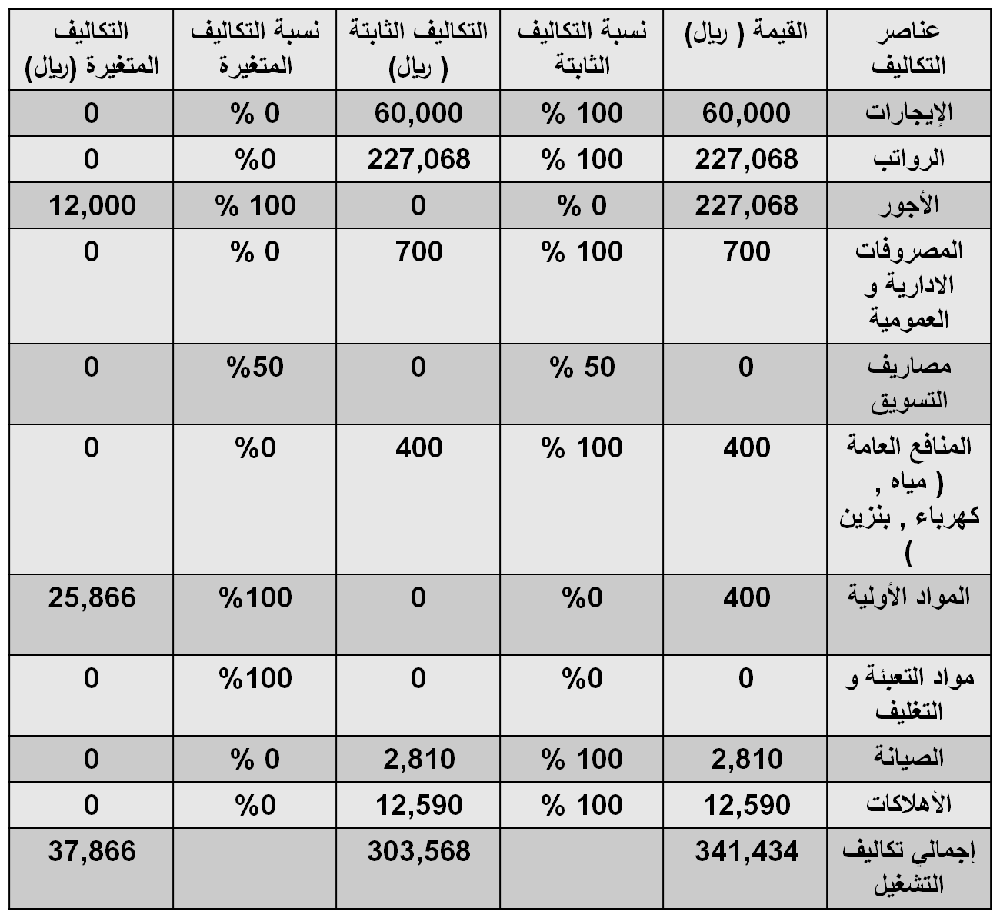 عناصر التكاليف	القيمة ( ريال)	نسبة التكاليف الثابتة	التكاليف الثابتة ( ريال)	نسبة التكاليف المتغيرة	التكاليف المتغيرة (ريال)
الإيجارات	60,000	100 %	60,000	0 %	0
الرواتب	227,068	100 %	227,068	0%	0
الأجور	227,068	0 %	0	100 %	12,000
المصروفات الادارية و العمومية	700	100 %	700	0 %	0
مصاريف التسويق	0	50 %	0	50%	0
المنافع العامة ( مياه , كهرباء , بنزين )	400	100 %	400	0%	0
المواد الأولية	400	0%	0	100%	25,866
مواد التعبئة و التغليف	0	0%	0	100%	0
الصيانة	2,810	100 %	2,810	0 %	0
الأهلاكات	12,590	100 %	12,590	0%	0
إجمالي تكاليف التشغيل	341,434		303,568		37,866